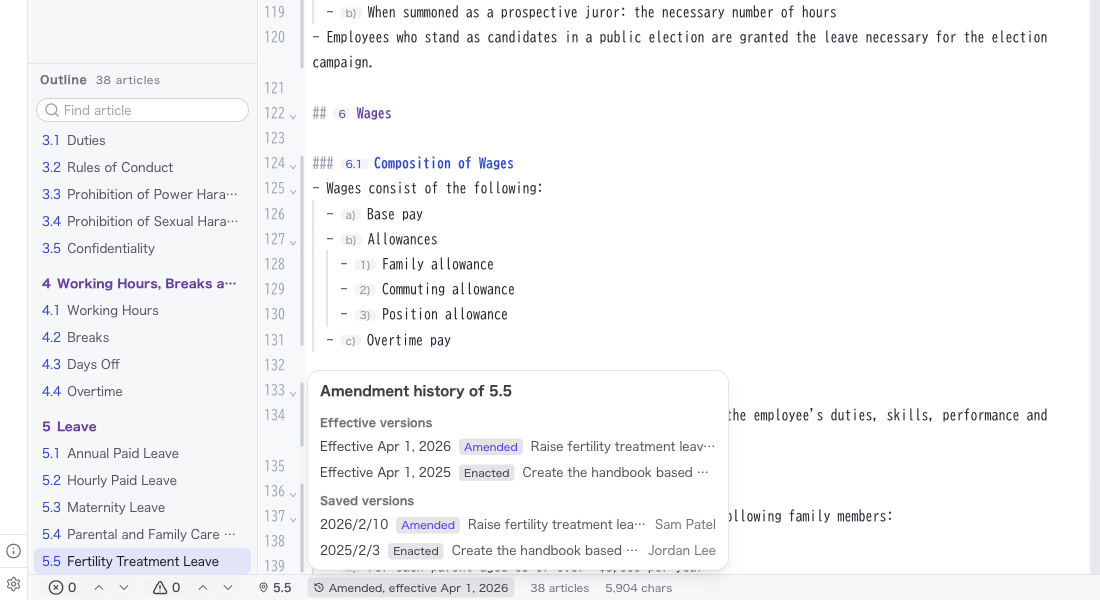 Outline 38 articles
Find article
3.1 Duties
3.2 Rules of Conduct
3.3 Prohibition of Power Hara…
3.4 Prohibition of Sexual Hara…
3.5 Confidentiality
4 Working Hours, Breaks a…
4.1 Working Hours
4.2 Breaks
4.3 Days Off
4.4 Overtime
5 Leave
5.1 Annual Paid Leave
5.2 Hourly Paid Leave
5.3 Maternity Leave
5.4 Parental and Family Care …
5.5 Fertility Treatment Leave
119 - b) When summoned as a prospective juror: the necessary number of hours
120 - Employees who stand as candidates in a public election are granted the leave necessary for the election
campaign.
121
122 ## 6 Wages
123
124 ### 6.1 Composition of Wages
125 - Wages consist of the following:
126 - a) Base pay
127 - b) Allowances
128 - 1) Family allowance
129 - 2) Commuting allowance
130 - 3) Position allowance
131 - c) Overtime pay
132
133
134 the employee's duties, skills, performance and
135
136
137 following family members:
138
139
Amendment history of 5.5
Effective versions
Effective Apr 1, 2026 Amended Raise fertility treatment leav…
Effective Apr 1, 2025 Enacted Create the handbook based …
Saved versions
2026/2/10 Amended Raise fertility treatment lea… Sam Patel
2025/2/3 Enacted Create the handbook based … Jordan Lee
0 0 5.5 Amended, effective Apr 1, 2026 38 articles 5,904 chars